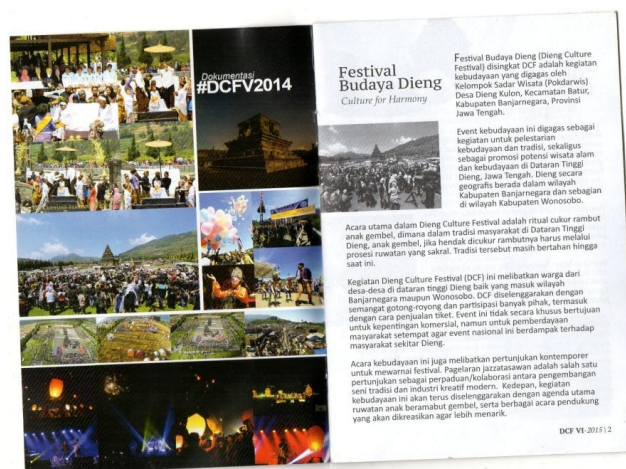 Dokumentasi
#DCFV2014
Festival
Budaya Dieng
Culture for Harmony
Festival Budaya Dieng (Dieng Culture
Festival) disingkat DCF adalah kegiatan
kebudayaan yang digagas oleh
Kelompok Sadar Wisata (Pokdarwis)
Desa Dieng Kulon, Kecamatan Batur,
Kabupaten Banjarnegara, Provinsi
Jawa Tengah.
Event kebudayaan ini digagas sebagai
kegiatan untuk pelestarian
kebudayaan dan tradisi, sekaligus
sebagai promosi potensi wisata alam
dan kebudayaan di Dataran Tinggi
Dieng, Jawa Tengah. Dieng secara
geografis berada dalam wilayah
Kabupaten Banjarnegara dan sebagian
di wilayah Kabupaten Wonosobo.
Acara utama dalam Dieng Culture Festival adalah ritual cukur rambut
anak gembel, dimana dalam tradisi masyarakat di Dataran Tinggi
Dieng, anak gembel, jika hendak dicukur rambutnya harus melalui
prosesi ruwatan yang sakral. Tradisi tersebut masih bertahan hingga
saat ini.
Kegiatan Dieng Culture Festival (DCF) ini melibatkan warga dari
desa-desa di dataran tinggi Dieng baik yang masuk wilayah
Banjarnegara maupun Wonosobo. DCF diselenggarakan dengan
semangat gotong-royong dan partisipasi banyak pihak, termasuk
dengan cara penjualan tiket. Event ini tidak secara khusus bertujuan
untuk kepentingan komersial, namun untuk pemberdayaan
masyarakat setempat agar event nasional ini berdampak terhadap
masyarakat sekitar Dieng.
Acara kebudayaan ini juga melibatkan pertunjukan kontemporer
untuk mewarnai festival. Pagelaran jazzatasawan adalah salah satu
pertunjukan sebagai perpaduan/kolaborasi antara pengembangan
seni tradisi dan industri kreatif modern. Kedepan, kegiatan
kebudayaan ini akan terus diselenggarakan dengan agenda utama
ruwatan anak beramabut gembel, serta berbagai acara pendukung
yang akan dikreasikan agar lebih menarik.
DCF VI-2015 | 2